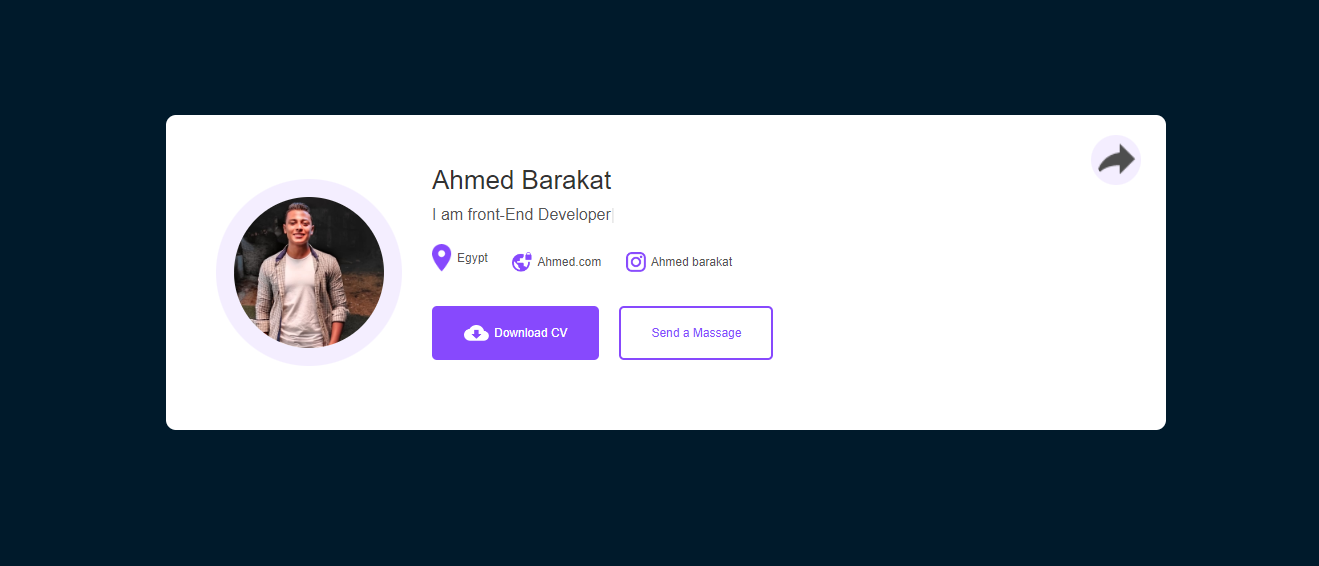 Ahmed Barakat
I am front-End Developer
Egypt Ahmed.com Ahmed barakat
Download CV Send a Massage